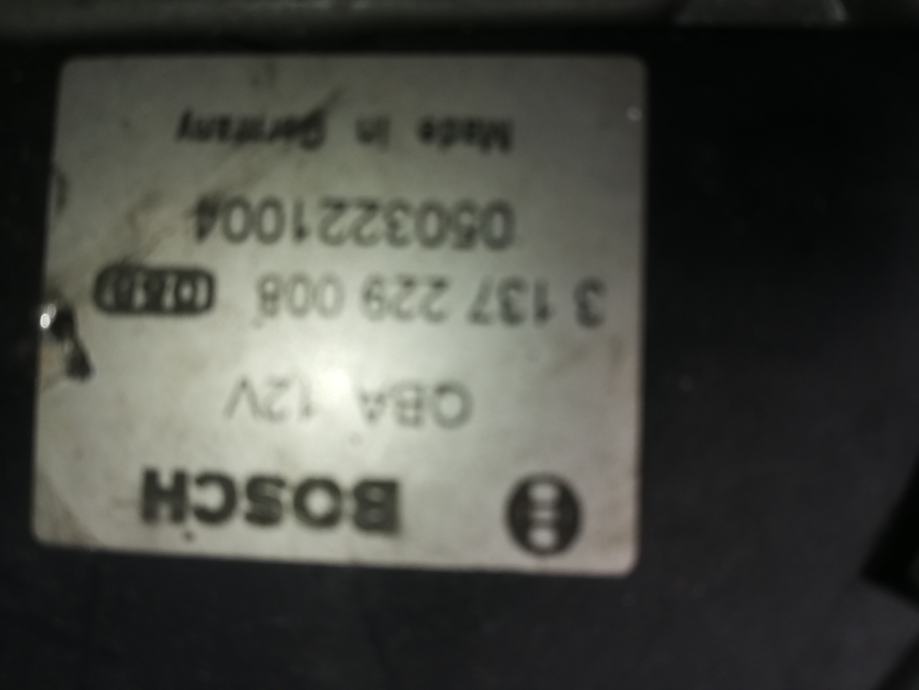 BOSCH
QBA 12V
3 137 229 008
0503221004
Made in Germany